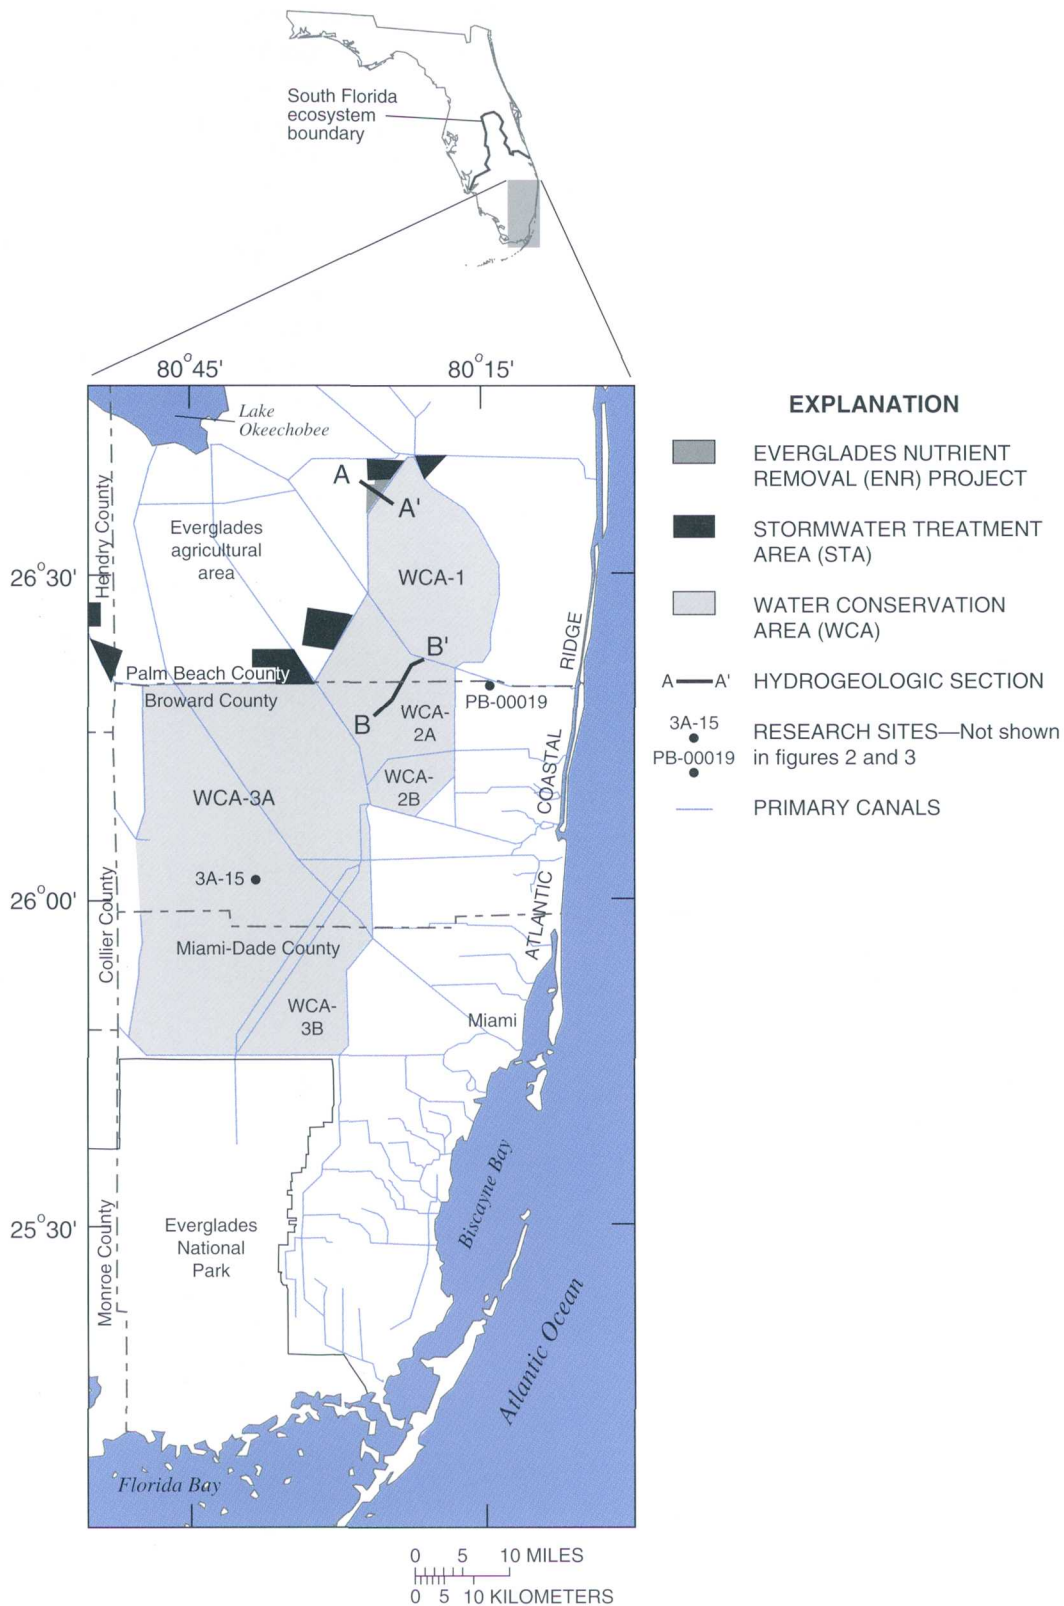 South Florida
ecosystem
boundary
80°45'
80°15'
Lake
Okeechobee
A
A'
Hendry County
Everglades
agricultural
area
WCA-1
26°30'
B'
Palm Beach County
Broward County
B
WCA-
2A
PB-00019
WCA-
2B
WCA-3A
ATLANTIC COASTAL RIDGE
3A-15
26°00'
Collier County
Miami-Dade County
WCA-
3B
Miami
Biscayne Bay
25°30'
Everglades
National
Park
Monroe County
Atlantic Ocean
Florida Bay
0 5 10 MILES
0 5 10 KILOMETERS
EXPLANATION
EVERGLADES NUTRIENT
REMOVAL (ENR) PROJECT
STORMWATER TREATMENT
AREA (STA)
WATER CONSERVATION
AREA (WCA)
A A' HYDROGEOLOGIC SECTION
3A-15
PB-00019
RESEARCH SITES—Not shown
in figures 2 and 3
PRIMARY CANALS